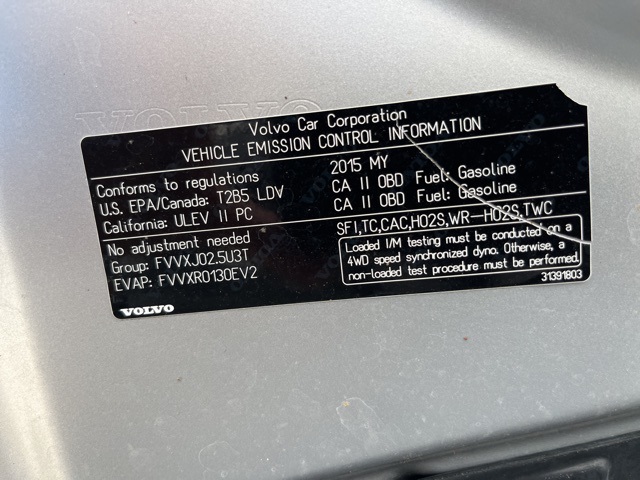 Volvo Car Corporation
VEHICLE EMISSION CONTROL INFORMATION
Conforms to regulations 2015 MY
U.S. EPA/Canada: T2B5 LDV CA II OBD Fuel: Gasoline
California: ULEV II PC CA II OBD Fuel: Gasoline
No adjustment needed
Group: FVVXJ02.5U3T
EVAP: FVVXR0130EV2
SFI,TC,CAC,HO2S,WR-HO2S,TWC
Loaded I/M testing must be conducted on a
4WD speed synchronized dyno. Otherwise, a
non-loaded test procedure must be performed.
31391803
VOLVO